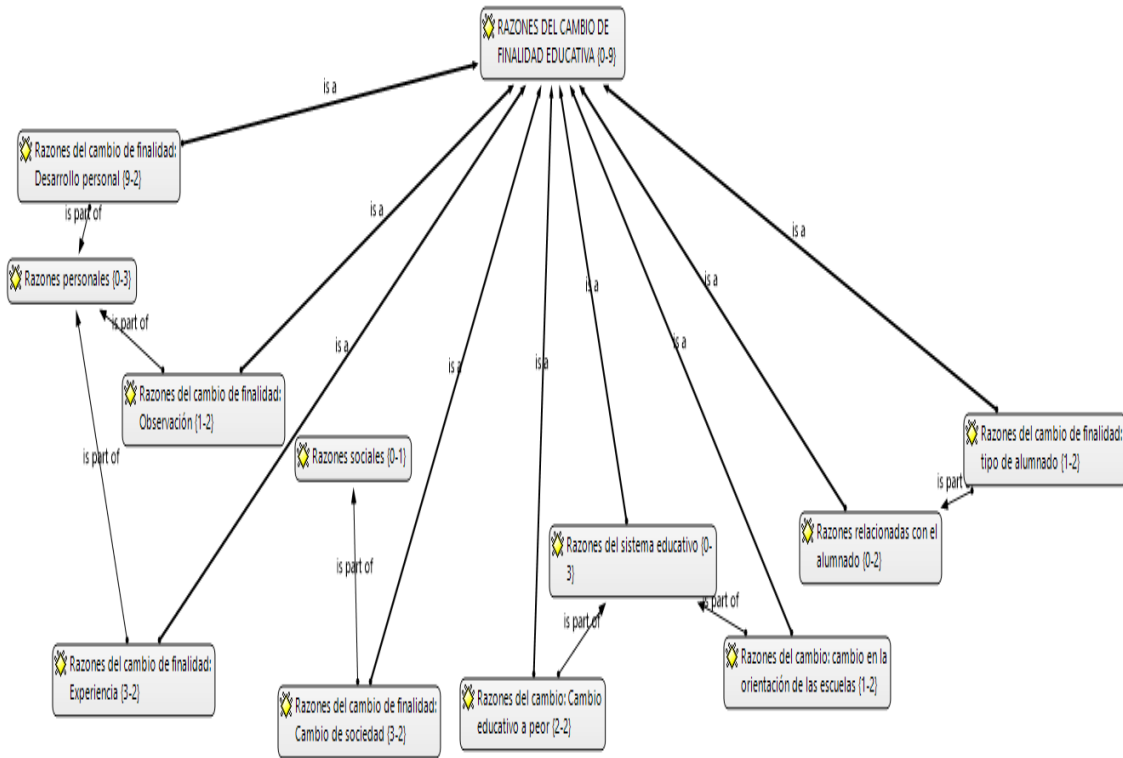 RAZONES DEL CAMBIO DE
FINALIDAD EDUCATIVA {0-9}
is a
Razones del cambio de finalidad:
Desarrollo personal {9-2}
is part of
is a
is a
Razones personales {0-3}
is a
is a
is part of
is a
is a
is a
is a
Razones del cambio de finalidad:
Observación {1-2}
Razones del cambio de finalidad:
tipo de alumnado {1-2}
is part of
Razones sociales {0-1}
is part
Razones relacionadas con el
alumnado {0-2}
Razones del sistema educativo {0-
3}
is part of
is part of
is part of
Razones del cambio de finalidad:
Experiencia {3-2}
Razones del cambio: cambio en la
orientación de las escuelas {1-2}
Razones del cambio de finalidad:
Cambio de sociedad {3-2}
Razones del cambio: Cambio
educativo a peor {2-2}